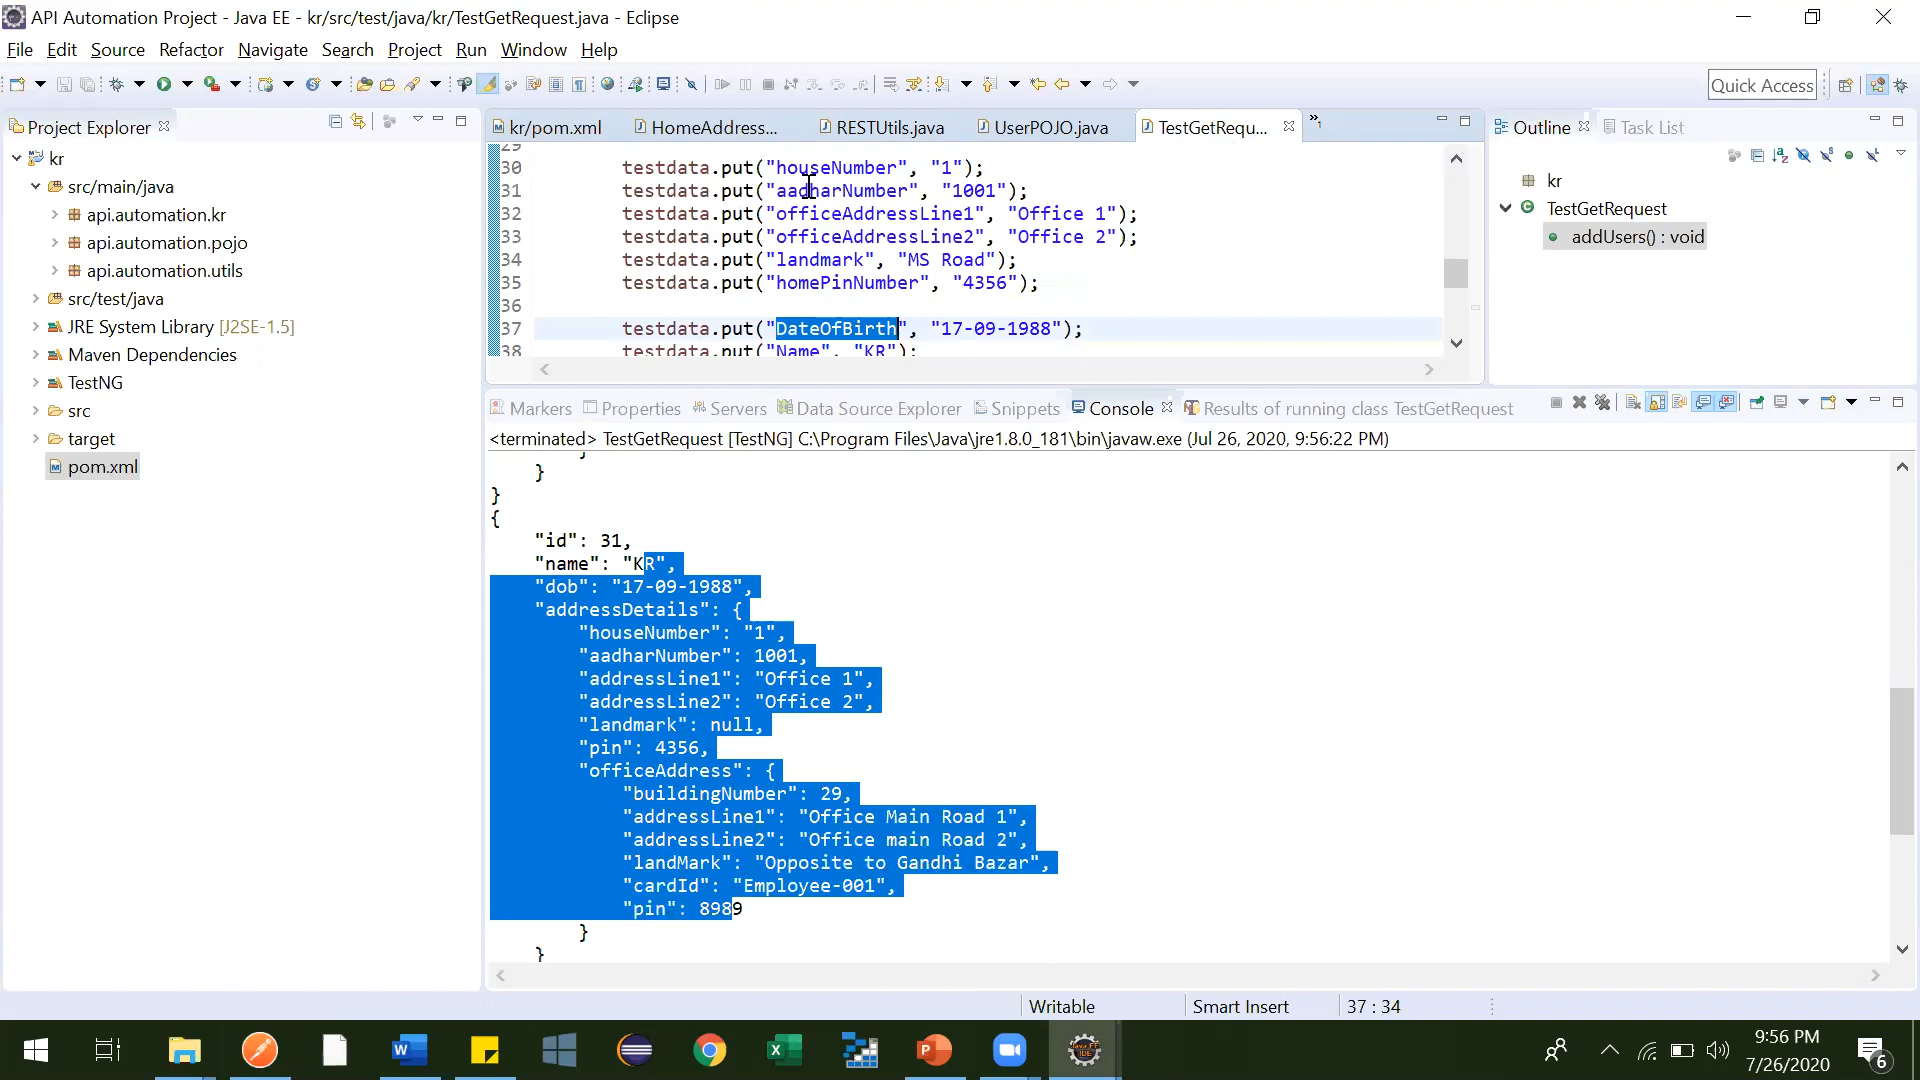 API Automation Project - Java EE - kr/src/test/java/kr/TestGetRequest.java - Eclipse
File Edit Source Refactor Navigate Search Project Run Window Help
Quick Access
Project Explorer
kr
src/main/java
api.automation.kr
api.automation.pojo
api.automation.utils
src/test/java
JRE System Library [J2SE-1.5]
Maven Dependencies
TestNG
src
target
pom.xml
kr/pom.xml HomeAddress... RESTUtils.java UserPOJO.java TestGetRequ... "1
29
30 testdata.put("houseNumber", "1");
31 testdata.put("aadharNumber", "1001");
32 testdata.put("officeAddressLine1", "Office 1");
33 testdata.put("officeAddressLine2", "Office 2");
34 testdata.put("landmark", "MS Road");
35 testdata.put("homePinNumber", "4356");
36
37 testdata.put("DateOfBirth", "17-09-1988");
38 testdata.put("Name", "KR");
Outline Task List
kr
TestGetRequest
addUsers() : void
Markers Properties Servers Data Source Explorer Snippets Console Results of running class TestGetRequest
<terminated> TestGetRequest [TestNG] C:\Program Files\Java\jre1.8.0_181\bin\javaw.exe (Jul 26, 2020, 9:56:22 PM)
}
}
}
{
"id": 31,
"name": "KR",
"dob": "17-09-1988",
"addressDetails": {
"houseNumber": "1",
"aadharNumber": 1001,
"addressLine1": "Office 1",
"addressLine2": "Office 2",
"landmark": null,
"pin": 4356,
"officeAddress": {
"buildingNumber": 29,
"addressLine1": "Office Main Road 1",
"addressLine2": "Office main Road 2",
"landMark": "Opposite to Gandhi Bazar",
"cardId": "Employee-001",
"pin": 8989
}
}
Writable Smart Insert 37 : 34
9:56 PM
7/26/2020
6